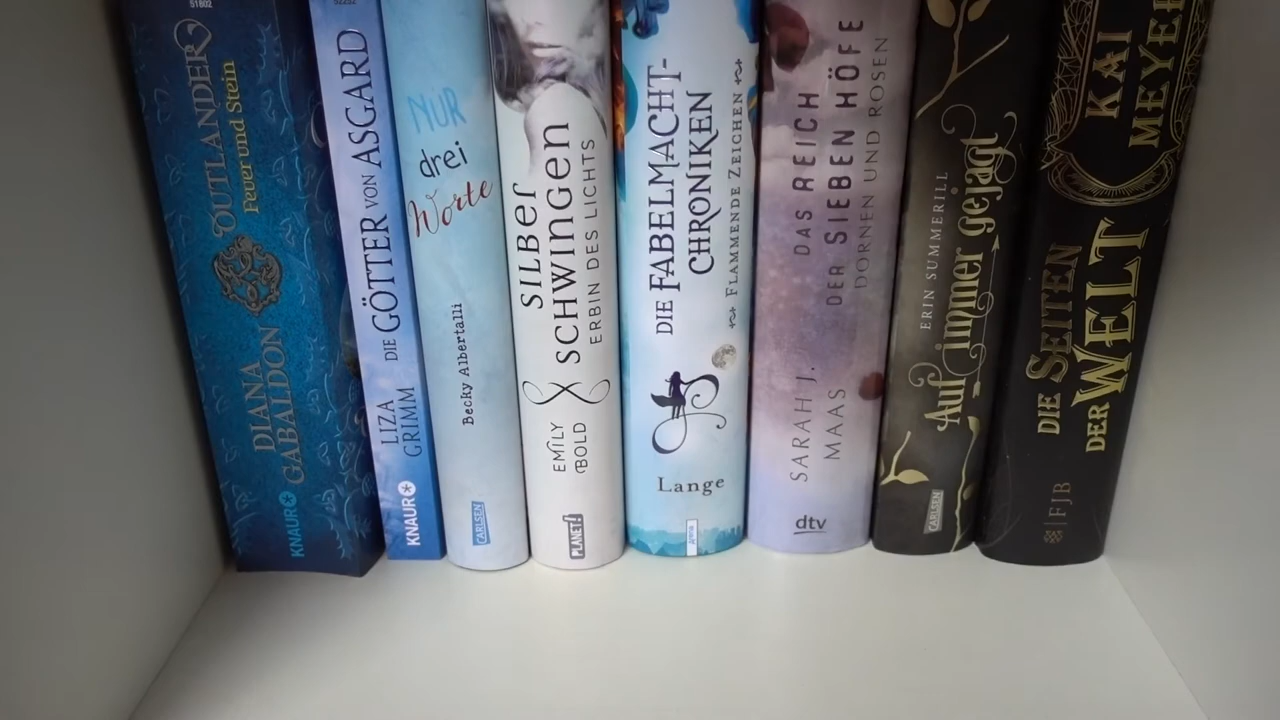 51802
OUTLANDER
Feuer und Stein
DIANA
GABALDON
KNAUR
52252
DIE GÖTTER VON ASGARD
LIZA
GRIMM
KNAUR
NUR
drei
Worte
Becky Albertalli
CARLSEN
SILBER
SCHWINGEN
ERBIN DES LICHTS
EMILY
BOLD
PLANET!
DIE FABELMACHT-
CHRONIKEN
FLAMMENDE ZEICHEN
Lange
Arena
DAS REICH
DER SIEBEN HÖFE
DORNEN UND ROSEN
SARAH J.
MAAS
dtv
ERIN SUMMERILL
Auf immer gejagt
CARLSEN
KAI
MEYER
DIE SEITEN
DER WELT
FJB